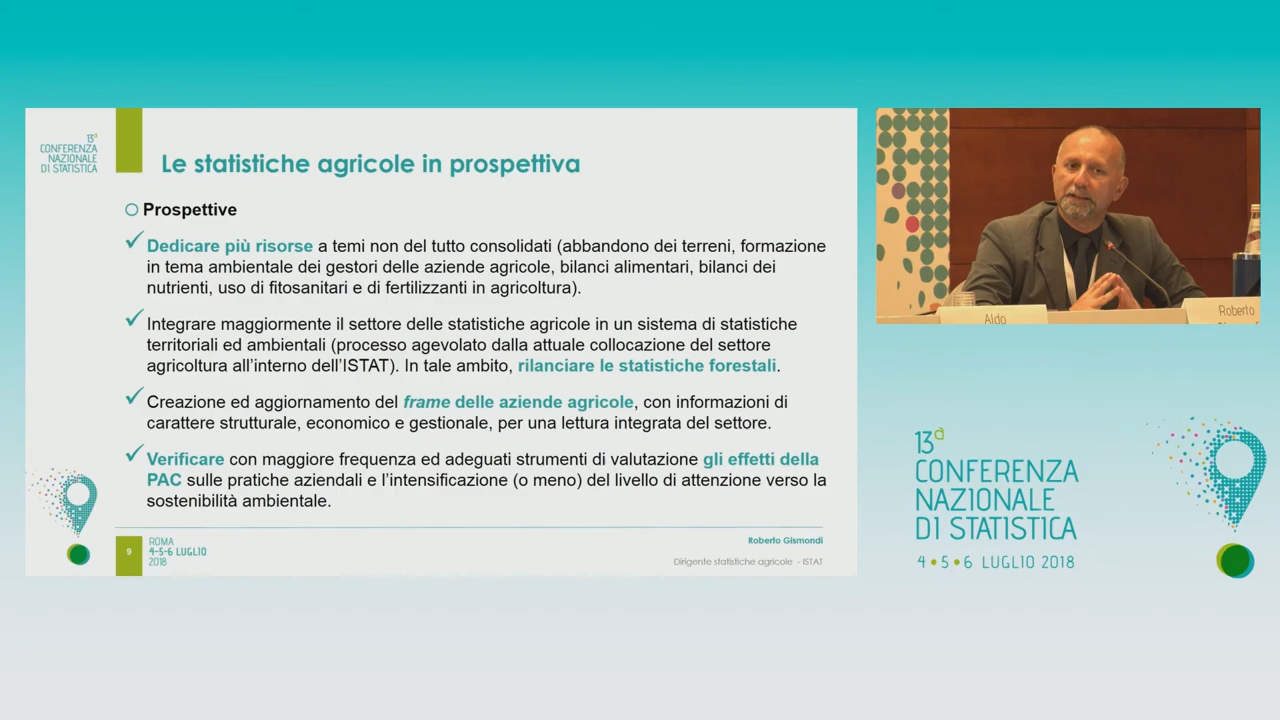 13ª
CONFERENZA
NAZIONALE
DI STATISTICA
Le statistiche agricole in prospettiva
Prospettive
Dedicare più risorse a temi non del tutto consolidati (abbandono dei terreni, formazione
in tema ambientale dei gestori delle aziende agricole, bilanci alimentari, bilanci dei
nutrienti, uso di fitosanitari e di fertilizzanti in agricoltura).
Integrare maggiormente il settore delle statistiche agricole in un sistema di statistiche
territoriali ed ambientali (processo agevolato dalla attuale collocazione del settore
agricoltura all'interno dell'ISTAT). In tale ambito, rilanciare le statistiche forestali.
Creazione ed aggiornamento del frame delle aziende agricole, con informazioni di
carattere strutturale, economico e gestionale, per una lettura integrata del settore.
Verificare con maggiore frequenza ed adeguati strumenti di valutazione gli effetti della
PAC sulle pratiche aziendali e l'intensificazione (o meno) del livello di attenzione verso la
sostenibilità ambientale.
9
ROMA
4-5-6 LUGLIO
2018
Roberto Gismondi
Dirigente statistiche agricole - ISTAT
Aldo
Roberto
13ª
CONFERENZA
NAZIONALE
DI STATISTICA
4 • 5 • 6 LUGLIO 2018